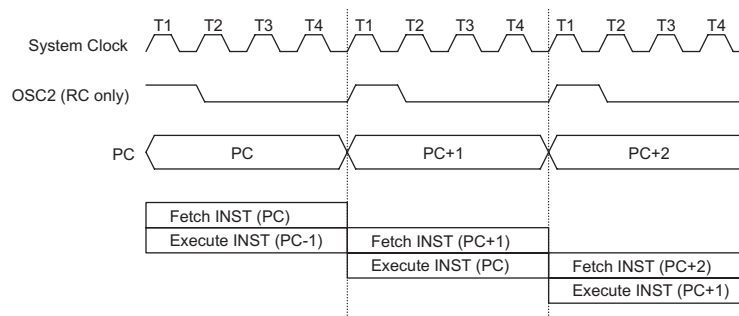 T1 T2 T3 T4 T1 T2 T3 T4 T1 T2 T3 T4
System Clock
OSC2 (RC only)
PC PC PC+1 PC+2
Fetch INST (PC)
Execute INST (PC-1) Fetch INST (PC+1)
Execute INST (PC) Fetch INST (PC+2)
Execute INST (PC+1)